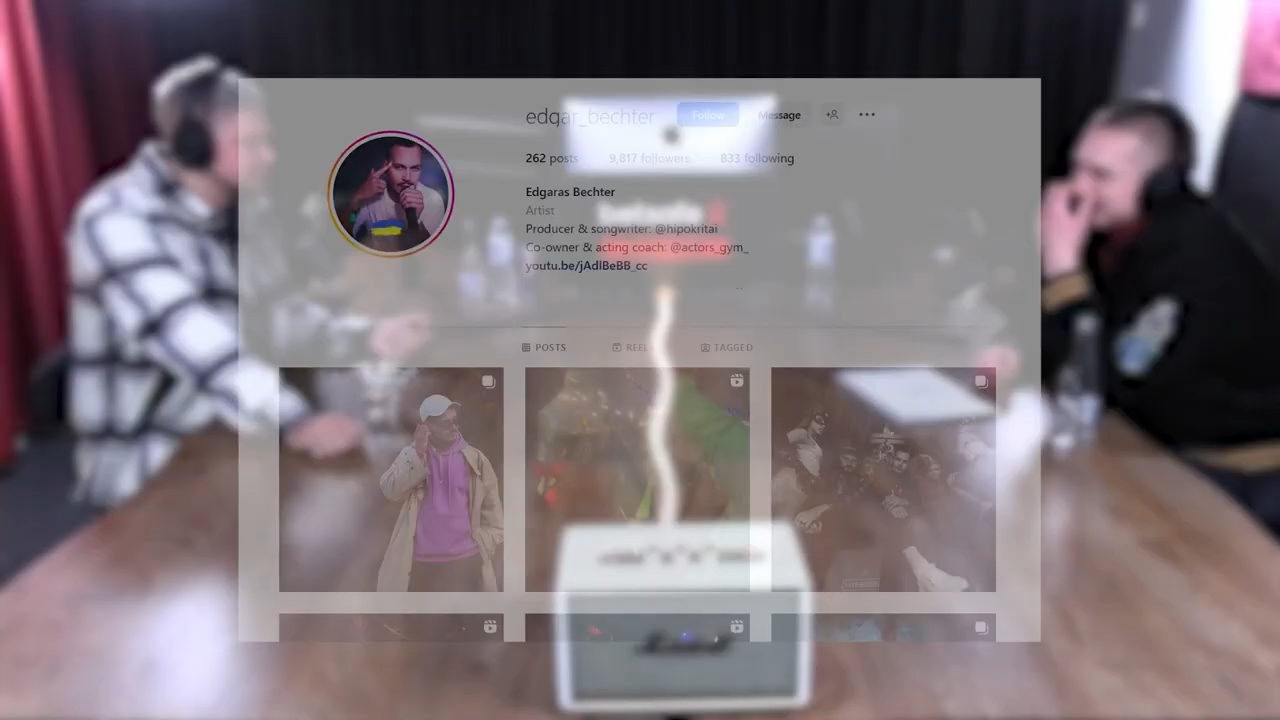 edgar_bechter Follow Message
262 posts 9,817 followers 833 following
Edgaras Bechter
Artist
Producer & songwriter: @hipokritai
Co-owner & acting coach: @actors_gym_
youtu.be/jAdlBeBB_cc
POSTS REELS TAGGED
Marshall